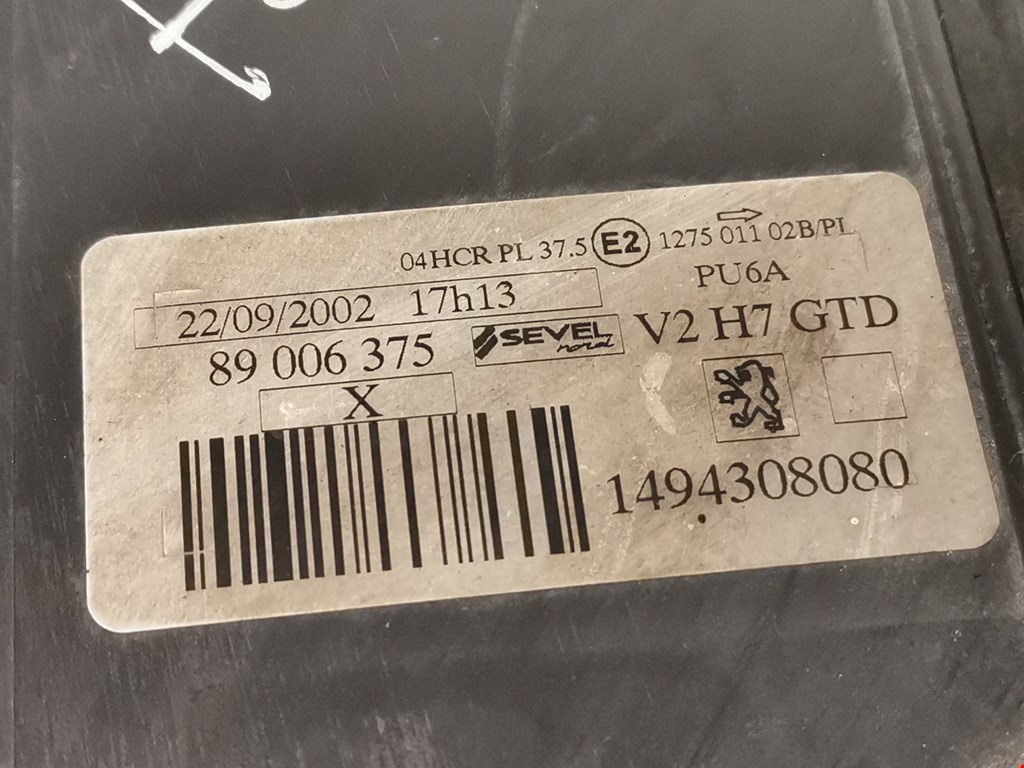 04HCR PL 37.5 E2 1275 011 02B/PL
22/09/2002 17h13
PU6A
89 006 375
SEVEL
noral
V2 H7 GTD
X
1494308080